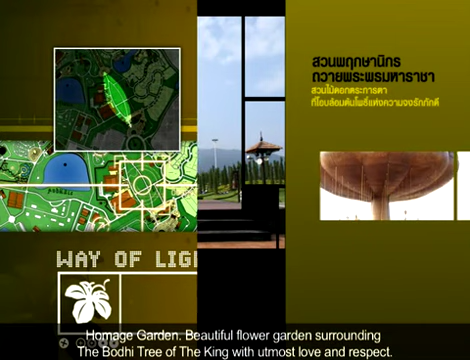 สวนพฤกษานิกร
ถวายพระพรมหาราชา
สวนไม้ดอกตระการตา
ที่โอบล้อมต้นโพธิ์แห่งความจงรักภักดี
WAY OF LIG
Homage Garden. Beautiful flower garden surrounding
The Bodhi Tree of The King with utmost love and respect.